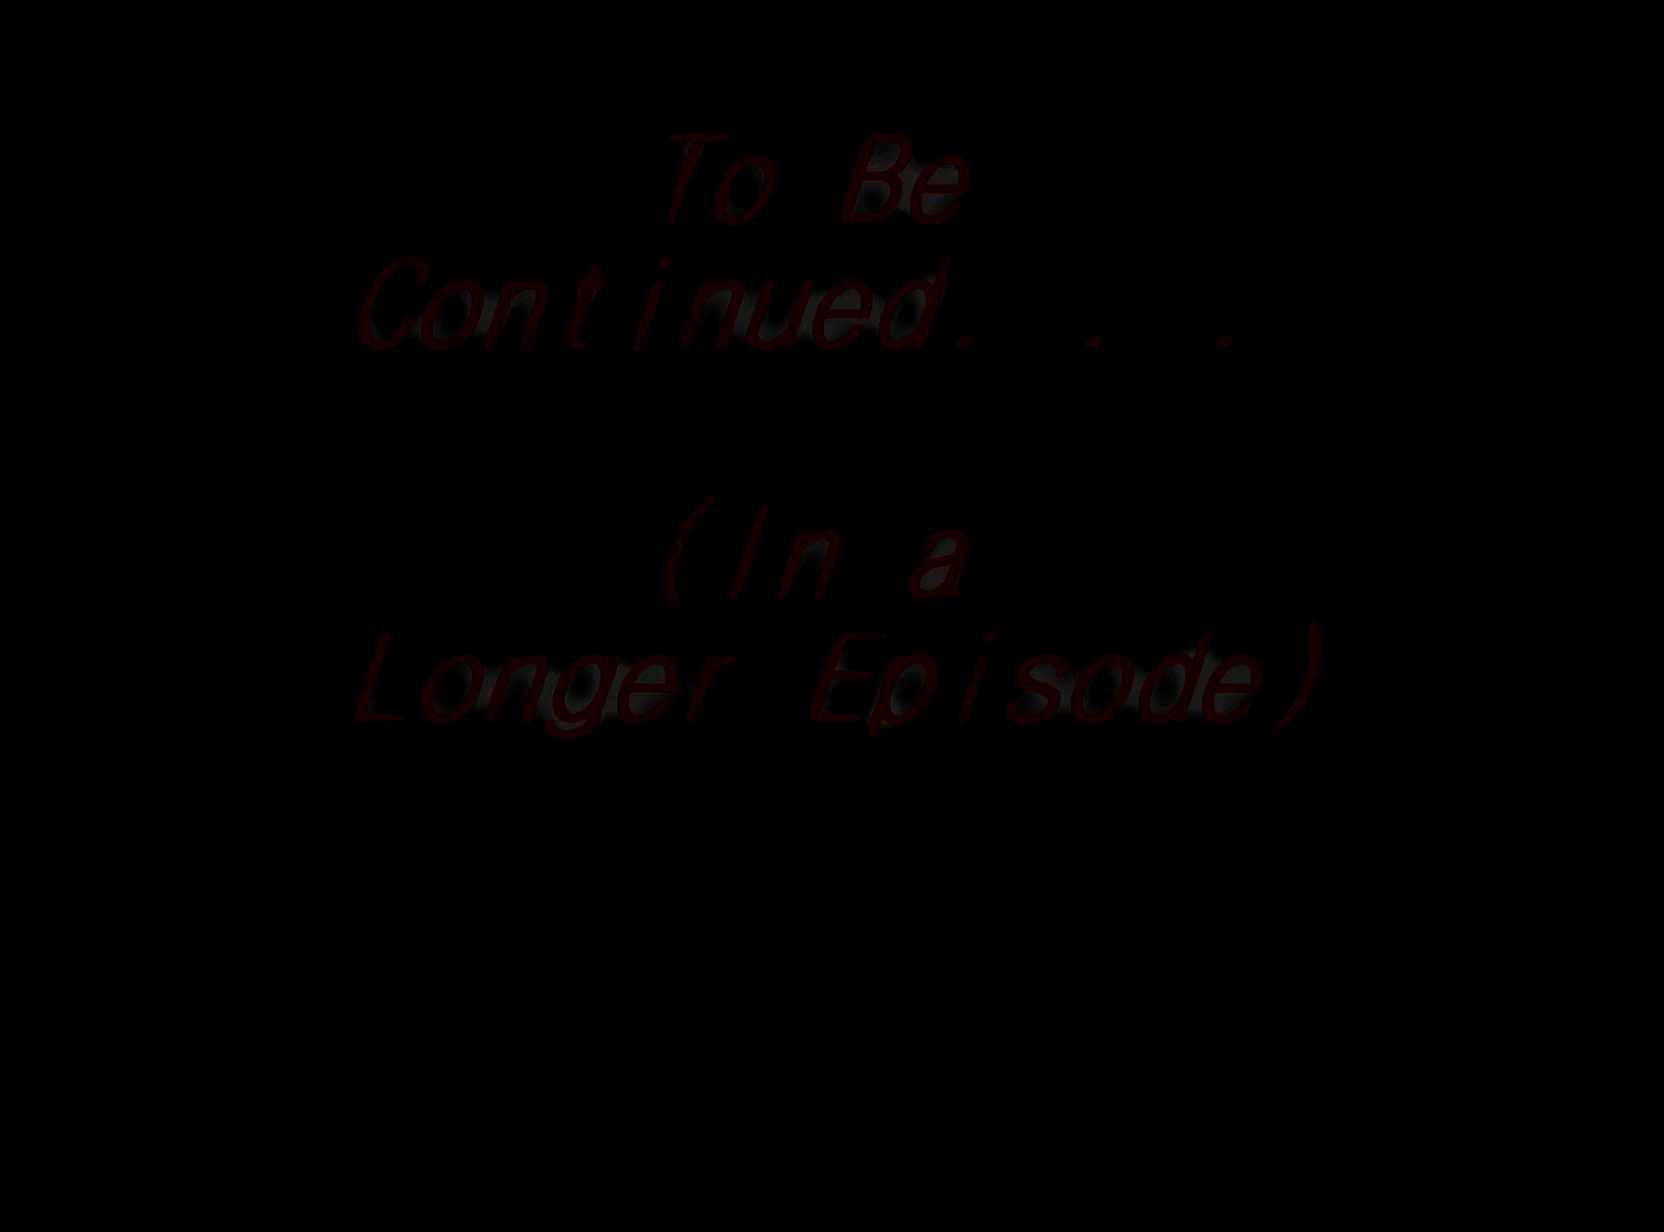 To Be
Continued. . .
(In a
Longer Episode)